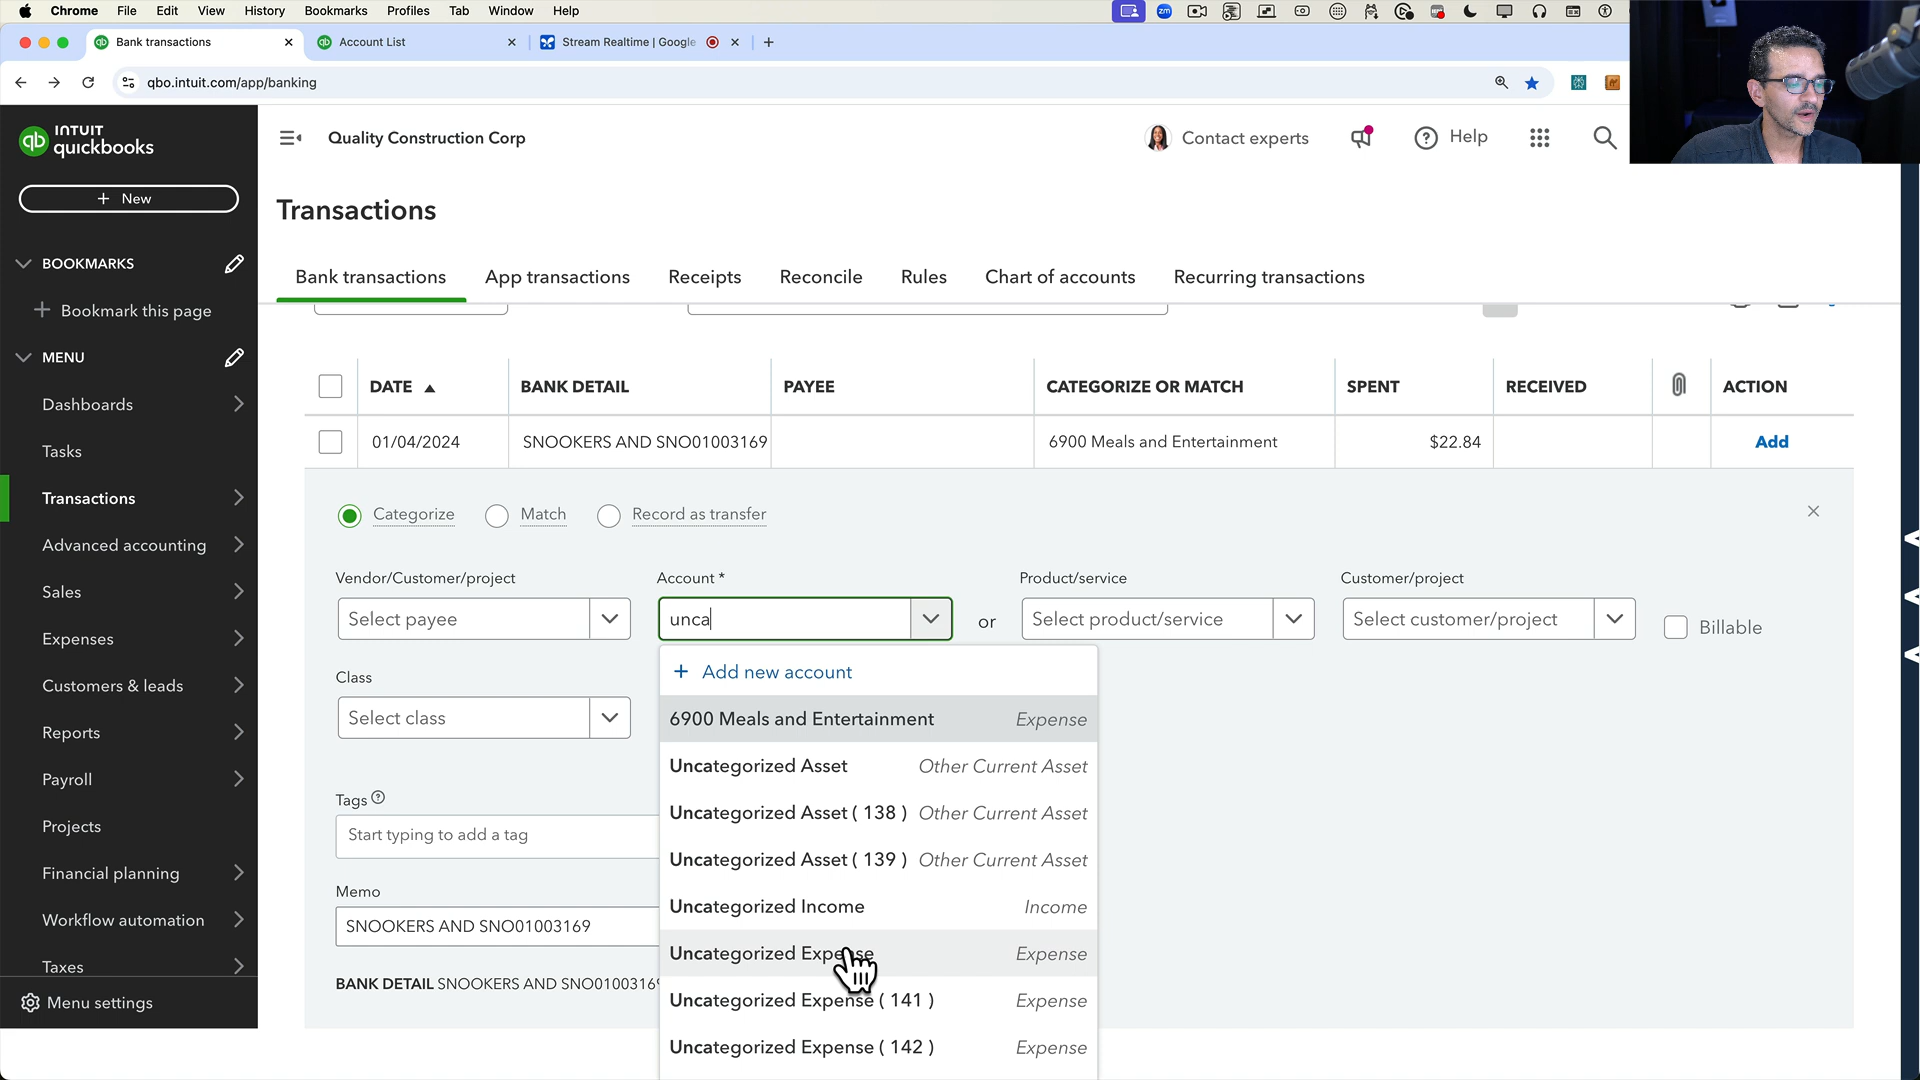 Chrome File Edit View History Bookmarks Profiles Tab Window Help
Bank transactions
Account List
Stream Realtime | Google
qbo.intuit.com/app/banking
INTUIT
quickbooks
Quality Construction Corp
Contact experts
Help
+ New
Transactions
BOOKMARKS
Bookmark this page
MENU
Dashboards
Tasks
Transactions
Advanced accounting
Sales
Expenses
Customers & leads
Reports
Payroll
Projects
Financial planning
Workflow automation
Taxes
Menu settings
Bank transactions App transactions Receipts Reconcile Rules Chart of accounts Recurring transactions
DATE BANK DETAIL PAYEE CATEGORIZE OR MATCH SPENT RECEIVED ACTION
01/04/2024 SNOOKERS AND SNO01003169 6900 Meals and Entertainment $22.84 Add
Categorize Match Record as transfer
Vendor/Customer/project Account * Product/service Customer/project
Select payee unca or Select product/service Select customer/project Billable
Class
Select class
Tags
Start typing to add a tag
Memo
SNOOKERS AND SNO01003169
BANK DETAIL SNOOKERS AND SNO01003169
+ Add new account
6900 Meals and Entertainment Expense
Uncategorized Asset Other Current Asset
Uncategorized Asset ( 138 ) Other Current Asset
Uncategorized Asset ( 139 ) Other Current Asset
Uncategorized Income Income
Uncategorized Expense Expense
Uncategorized Expense ( 141 ) Expense
Uncategorized Expense ( 142 ) Expense